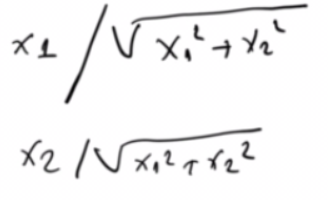 x1 / √x₁² + x₂²
x2 / √x₁² + x₂²